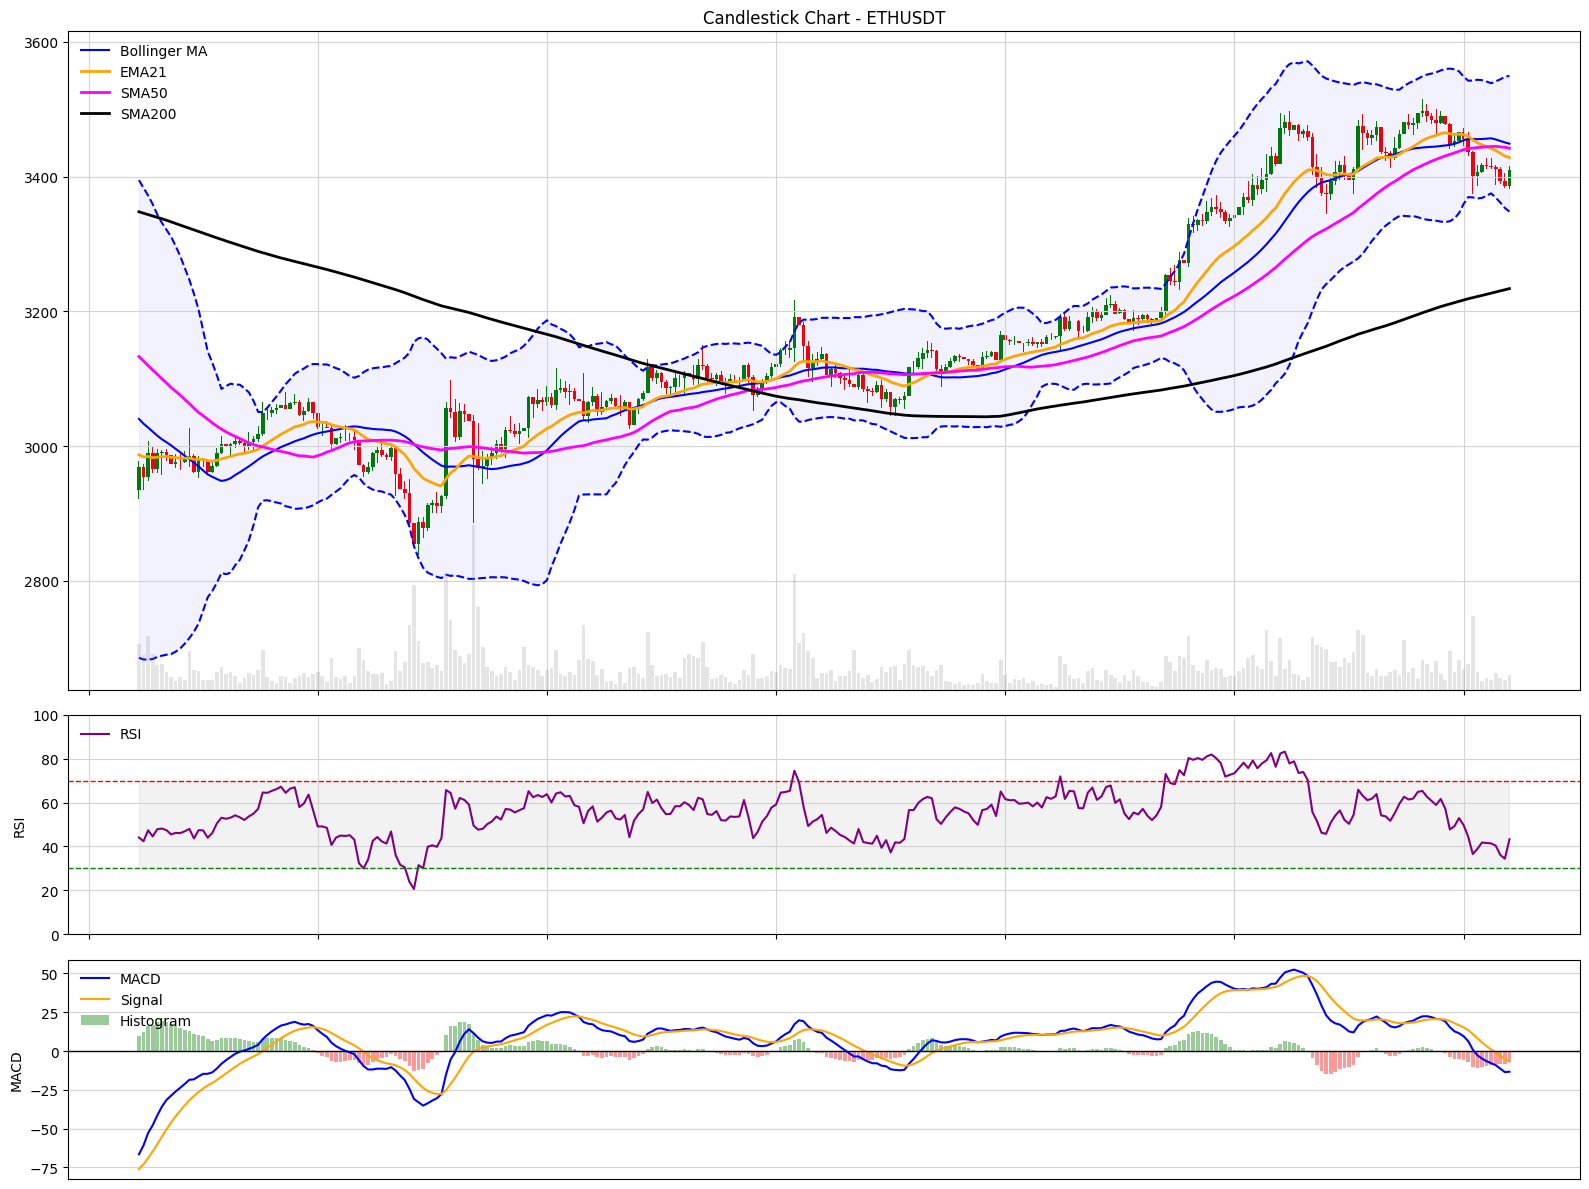 Candlestick Chart - ETHUSDT
Bollinger MA
EMA21
SMA50
SMA200
3600
3400
3200
3000
2800
RSI
100
80
60
40
20
0
RSI
MACD
Signal
Histogram
50
25
0
−25
−50
−75
MACD